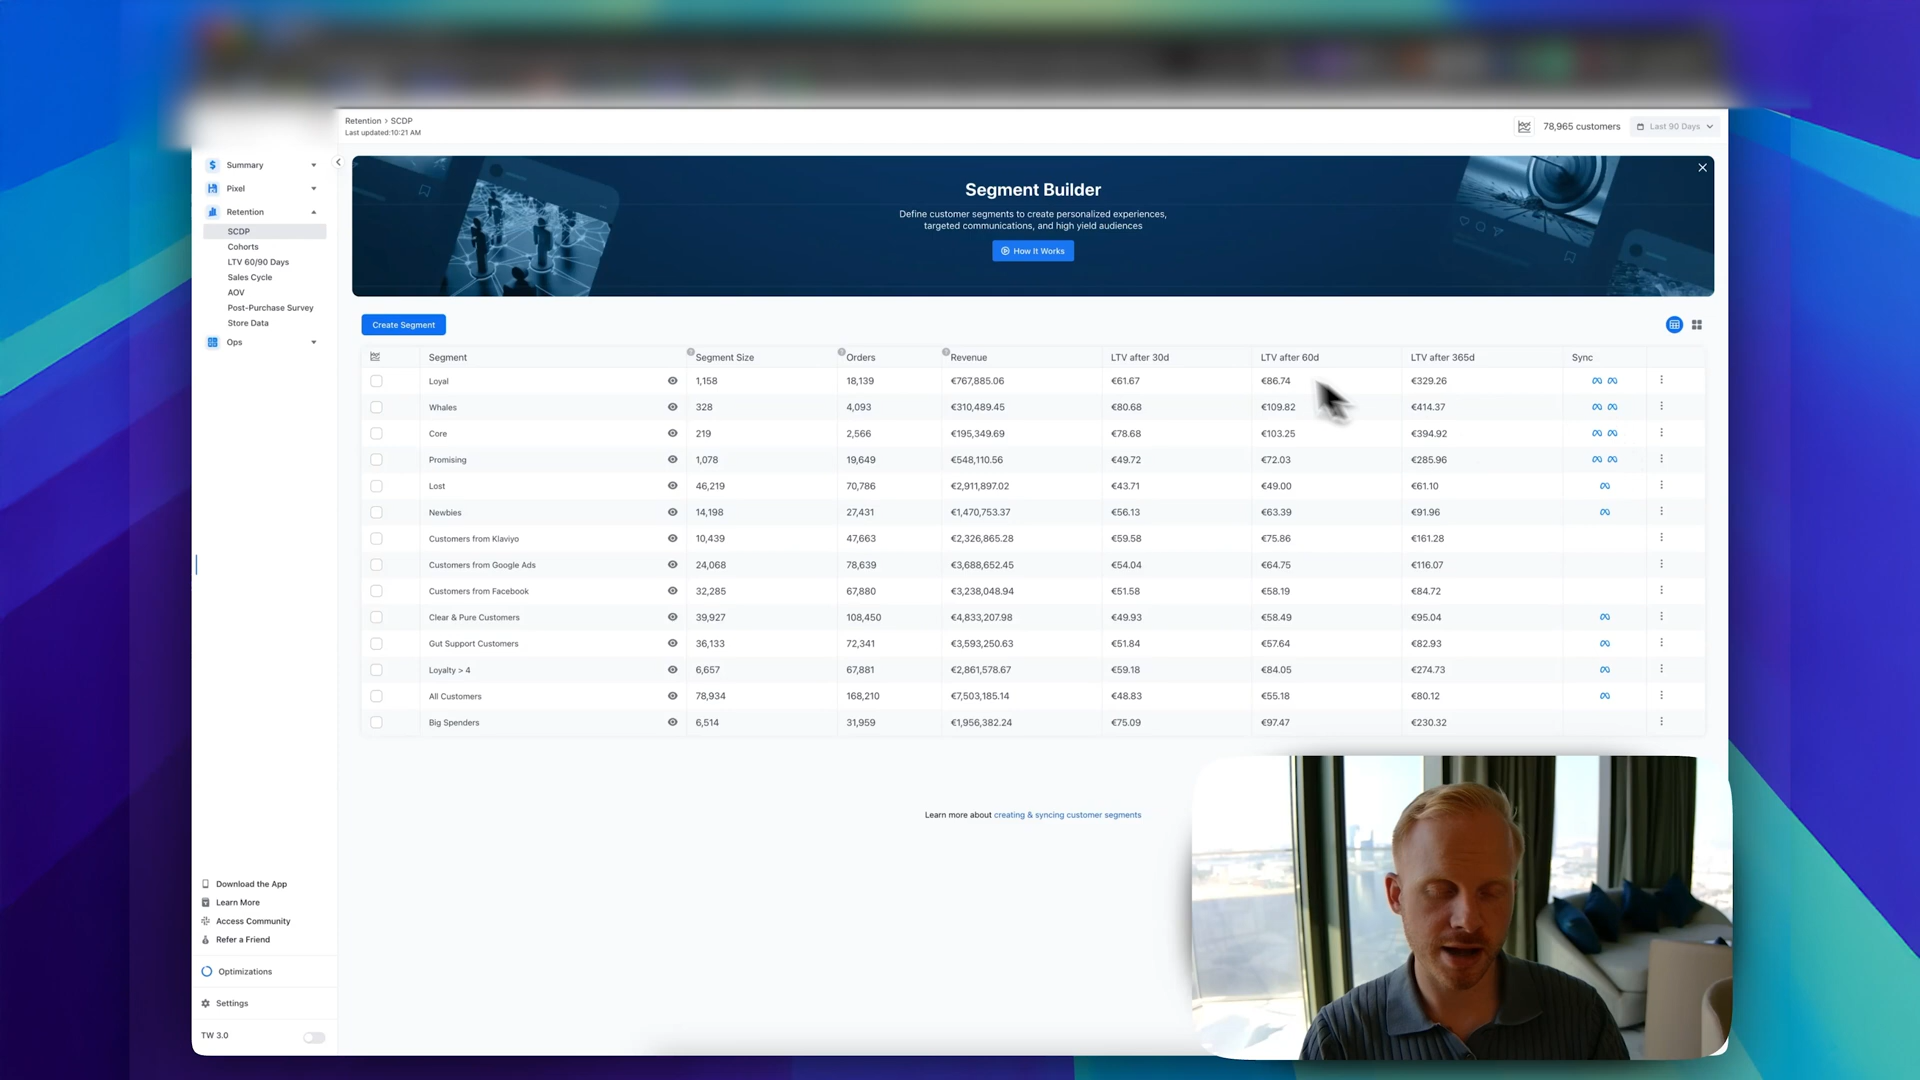 Retention > SCDP
Last updated:10:21 AM
78,965 customers
Last 90 Days
Summary
Pixel
Retention
SCDP
Cohorts
LTV 60/90 Days
Sales Cycle
AOV
Post-Purchase Survey
Store Data
Ops
Segment Builder
Define customer segments to create personalized experiences,
targeted communications, and high yield audiences
How It Works
Create Segment
Segment Segment Size Orders Revenue LTV after 30d LTV after 60d LTV after 365d Sync
Loyal 1,158 18,139 €767,885.06 €61.67 €86.74 €329.26
Whales 328 4,093 €310,489.45 €80.68 €109.82 €414.37
Core 219 2,566 €195,349.69 €78.68 €103.25 €394.92
Promising 1,078 19,649 €548,110.56 €49.72 €72.03 €285.96
Lost 46,219 70,786 €2,911,897.02 €43.71 €49.00 €61.10
Newbies 14,198 27,431 €1,470,753.37 €56.13 €63.39 €91.96
Customers from Klaviyo 10,439 47,663 €2,326,865.28 €59.58 €75.86 €161.28
Customers from Google Ads 24,068 78,639 €3,688,652.45 €54.04 €64.75 €116.07
Customers from Facebook 32,285 67,880 €3,238,048.94 €51.58 €58.19 €84.72
Clear & Pure Customers 39,927 108,450 €4,833,207.98 €49.93 €58.49 €95.04
Gut Support Customers 36,133 72,341 €3,593,250.63 €51.84 €57.64 €82.93
Loyalty > 4 6,657 67,881 €2,861,578.67 €59.18 €84.05 €274.73
All Customers 78,934 168,210 €7,503,185.14 €48.83 €55.18 €80.12
Big Spenders 6,514 31,959 €1,956,382.24 €75.09 €97.47 €230.32
Learn more about creating & syncing customer segments
Download the App
Learn More
Access Community
Refer a Friend
Optimizations
Settings
TW 3.0